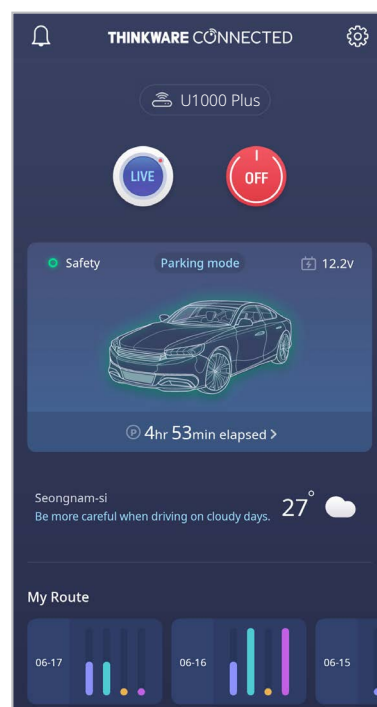 THINKWARE CONNECTED
U1000 Plus
LIVE
OFF
Safety Parking mode 12.2v
P 4hr 53min elapsed >
Seongnam-si
Be more careful when driving on cloudy days.
27°
My Route
06-17 06-16 06-15